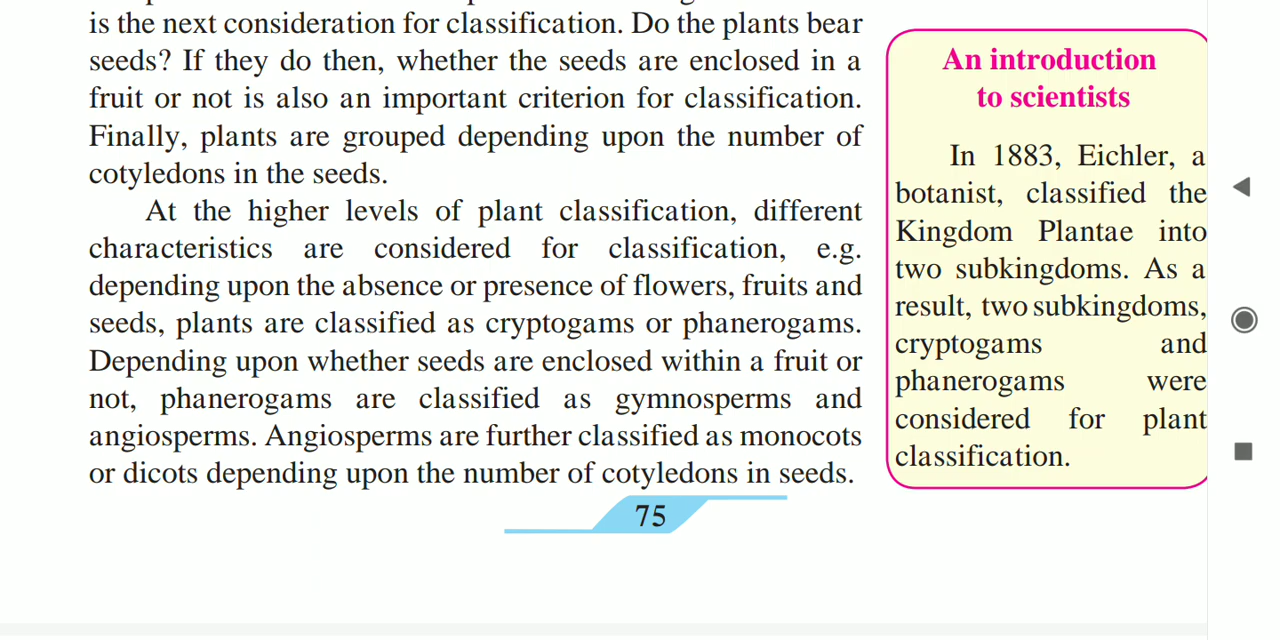 is the next consideration for classification. Do the plants bear
seeds? If they do then, whether the seeds are enclosed in a
fruit or not is also an important criterion for classification.
Finally, plants are grouped depending upon the number of
cotyledons in the seeds.
At the higher levels of plant classification, different
characteristics are considered for classification, e.g.
depending upon the absence or presence of flowers, fruits and
seeds, plants are classified as cryptogams or phanerogams.
Depending upon whether seeds are enclosed within a fruit or
not, phanerogams are classified as gymnosperms and
angiosperms. Angiosperms are further classified as monocots
or dicots depending upon the number of cotyledons in seeds.
An introduction
to scientists
In 1883, Eichler, a
botanist, classified the
Kingdom Plantae into
two subkingdoms. As a
result, two subkingdoms,
cryptogams and
phanerogams were
considered for plant
classification.
75